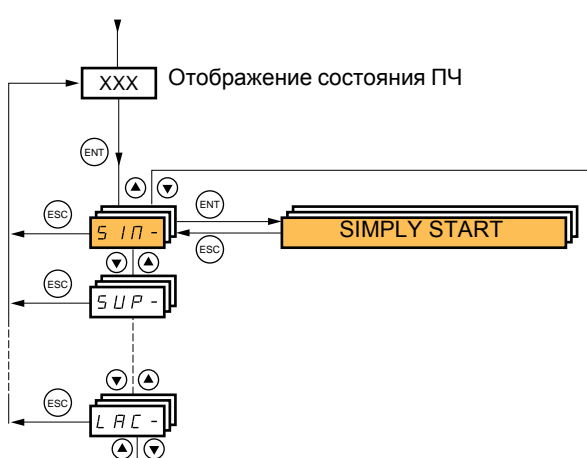 XXX Отображение состояния ПЧ
ENT
ESC
ENT
SIM-
SIMPLY START
ESC
ESC
SUP-
ESC
LAC-